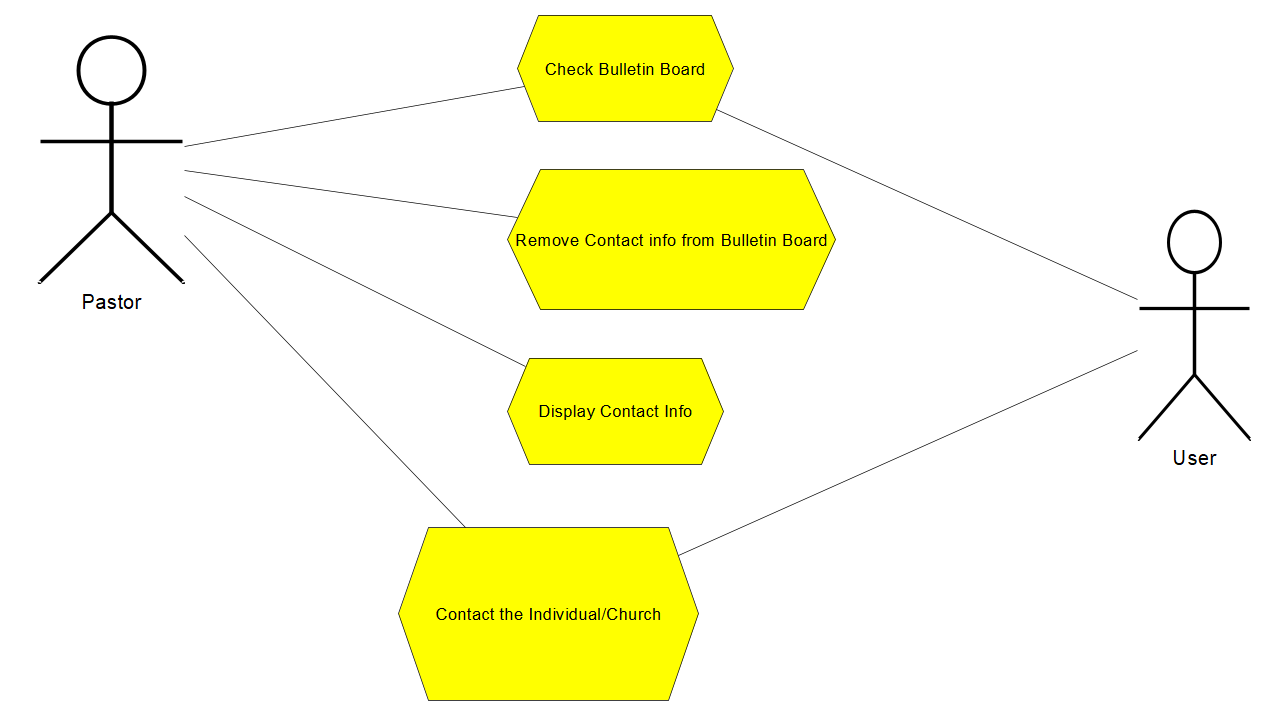 Check Bulletin Board
Remove Contact info from Bulletin Board
Pastor
Display Contact Info
User
Contact the Individual/Church